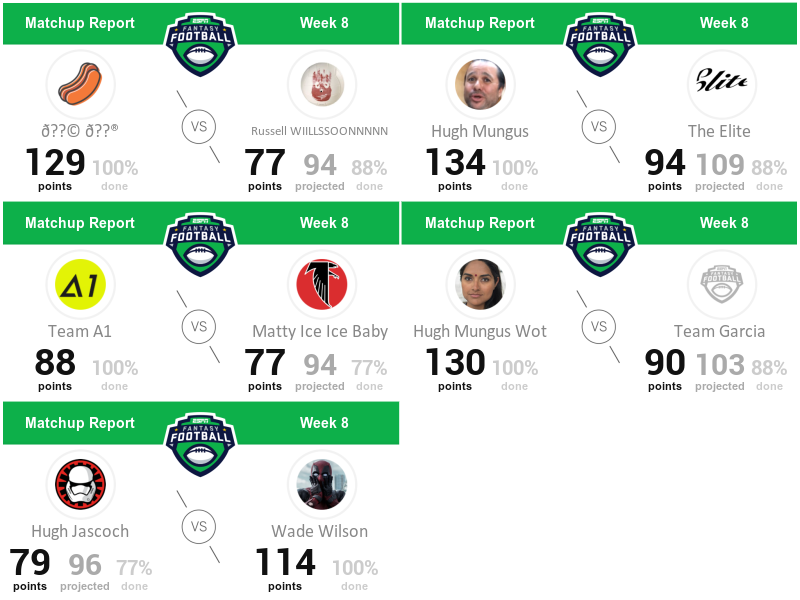 Matchup Report Week 8
ESPN
FANTASY
FOOTBALL
VS
ð??© ð??® Russell WIILLSSOONNNNN
129 100% 77 94 88%
points done points projected done
Matchup Report Week 8
ESPN
FANTASY
FOOTBALL
VS
Hugh Mungus The Elite
Elite
134 100% 94 109 88%
points done points projected done
Matchup Report Week 8
ESPN
FANTASY
FOOTBALL
A1
VS
Team A1 Matty Ice Ice Baby
88 100% 77 94 77%
points done points projected done
Matchup Report Week 8
ESPN
FANTASY
FOOTBALL
FANTASY
FOOTBALL
VS
Hugh Mungus Wot Team Garcia
130 100% 90 103 88%
points done points projected done
Matchup Report Week 8
ESPN
FANTASY
FOOTBALL
VS
Hugh Jascoch Wade Wilson
79 96 77% 114 100%
points projected done points done